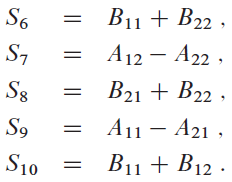 S₆ = B₁₁ + B₂₂ ,
S₇ = A₁₂ − A₂₂ ,
S₈ = B₂₁ + B₂₂ ,
S₉ = A₁₁ − A₂₁ ,
S₁₀ = B₁₁ + B₁₂ .